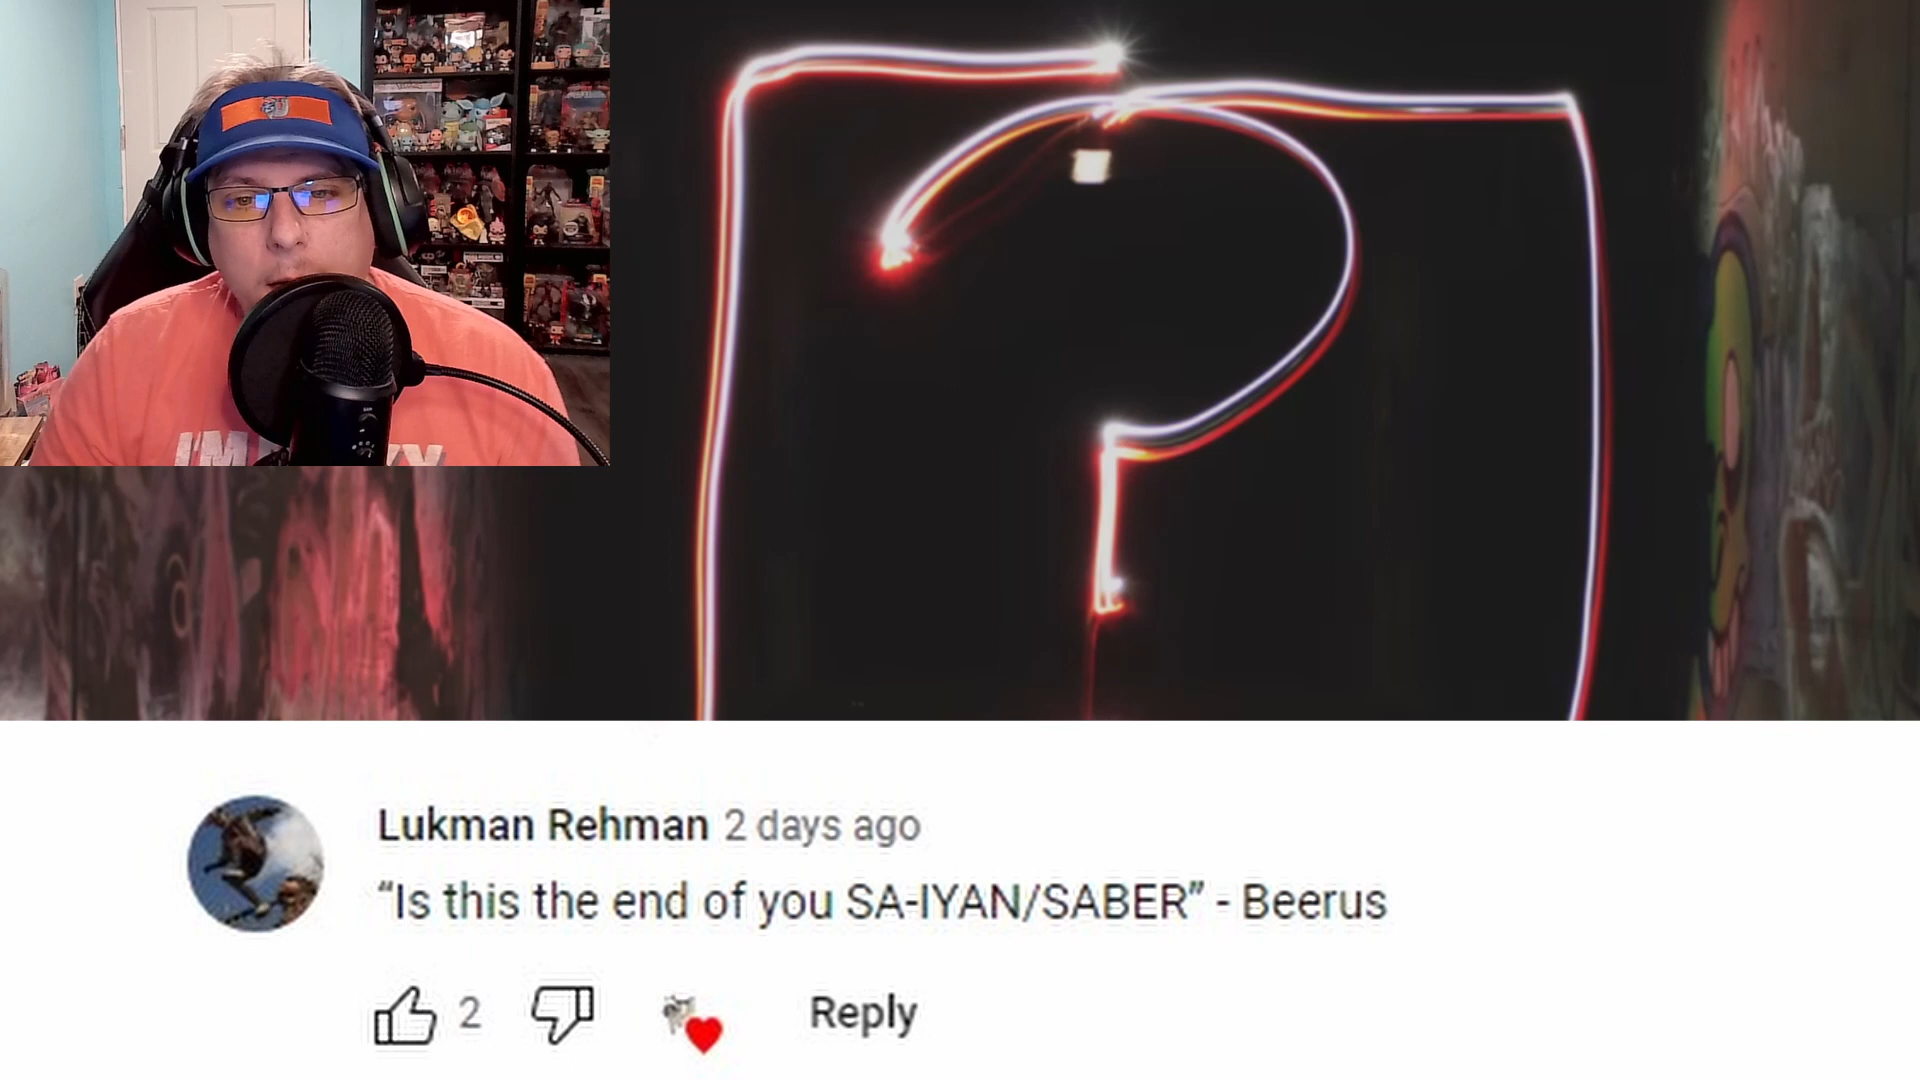 I'M
Lukman Rehman 2 days ago
“Is this the end of you SA-IYAN/SABER” - Beerus
2 Reply